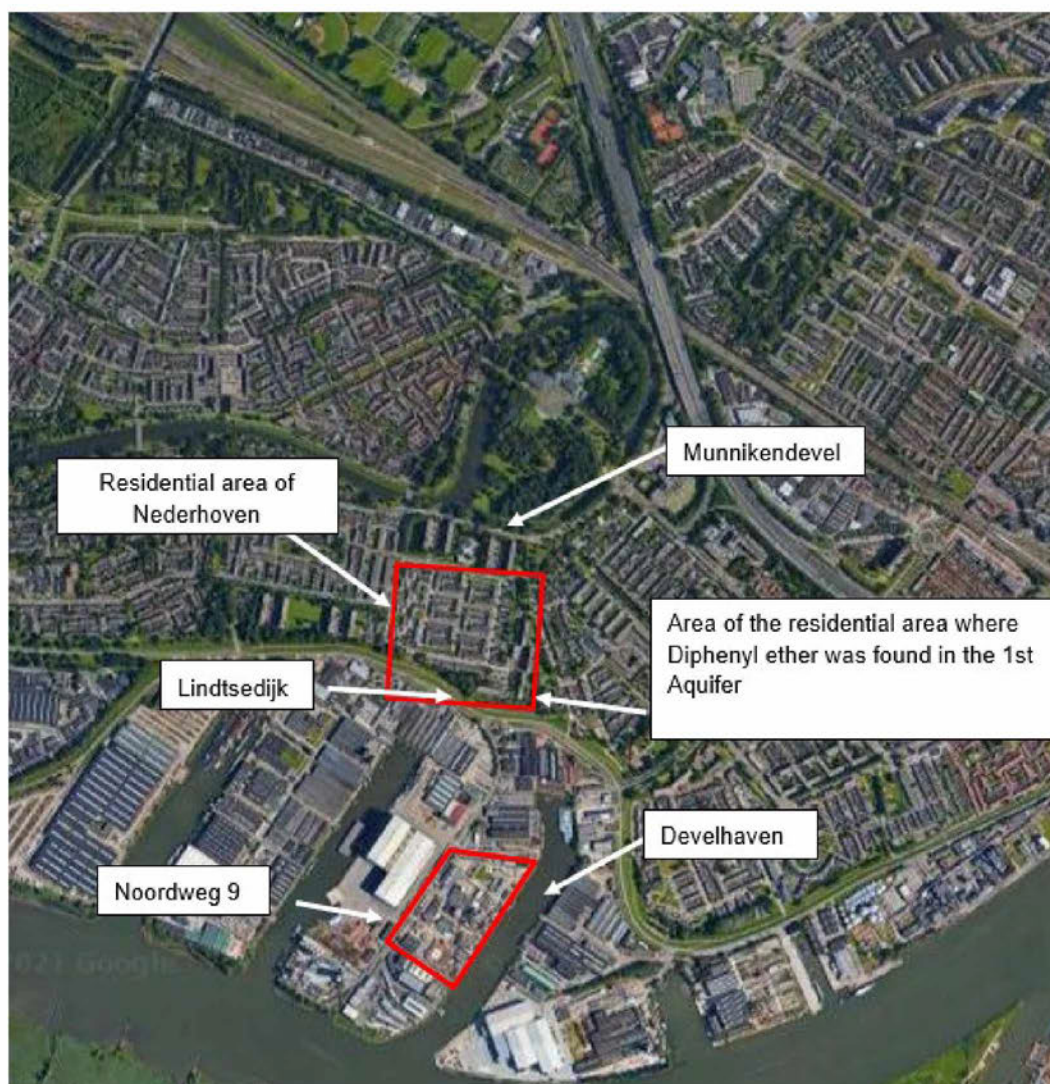 Munnikendevel
Residential area of
Nederhoven
Area of the residential area where
Diphenyl ether was found in the 1st
Aquifer
Lindtsedijk
Develhaven
Noordweg 9
Google